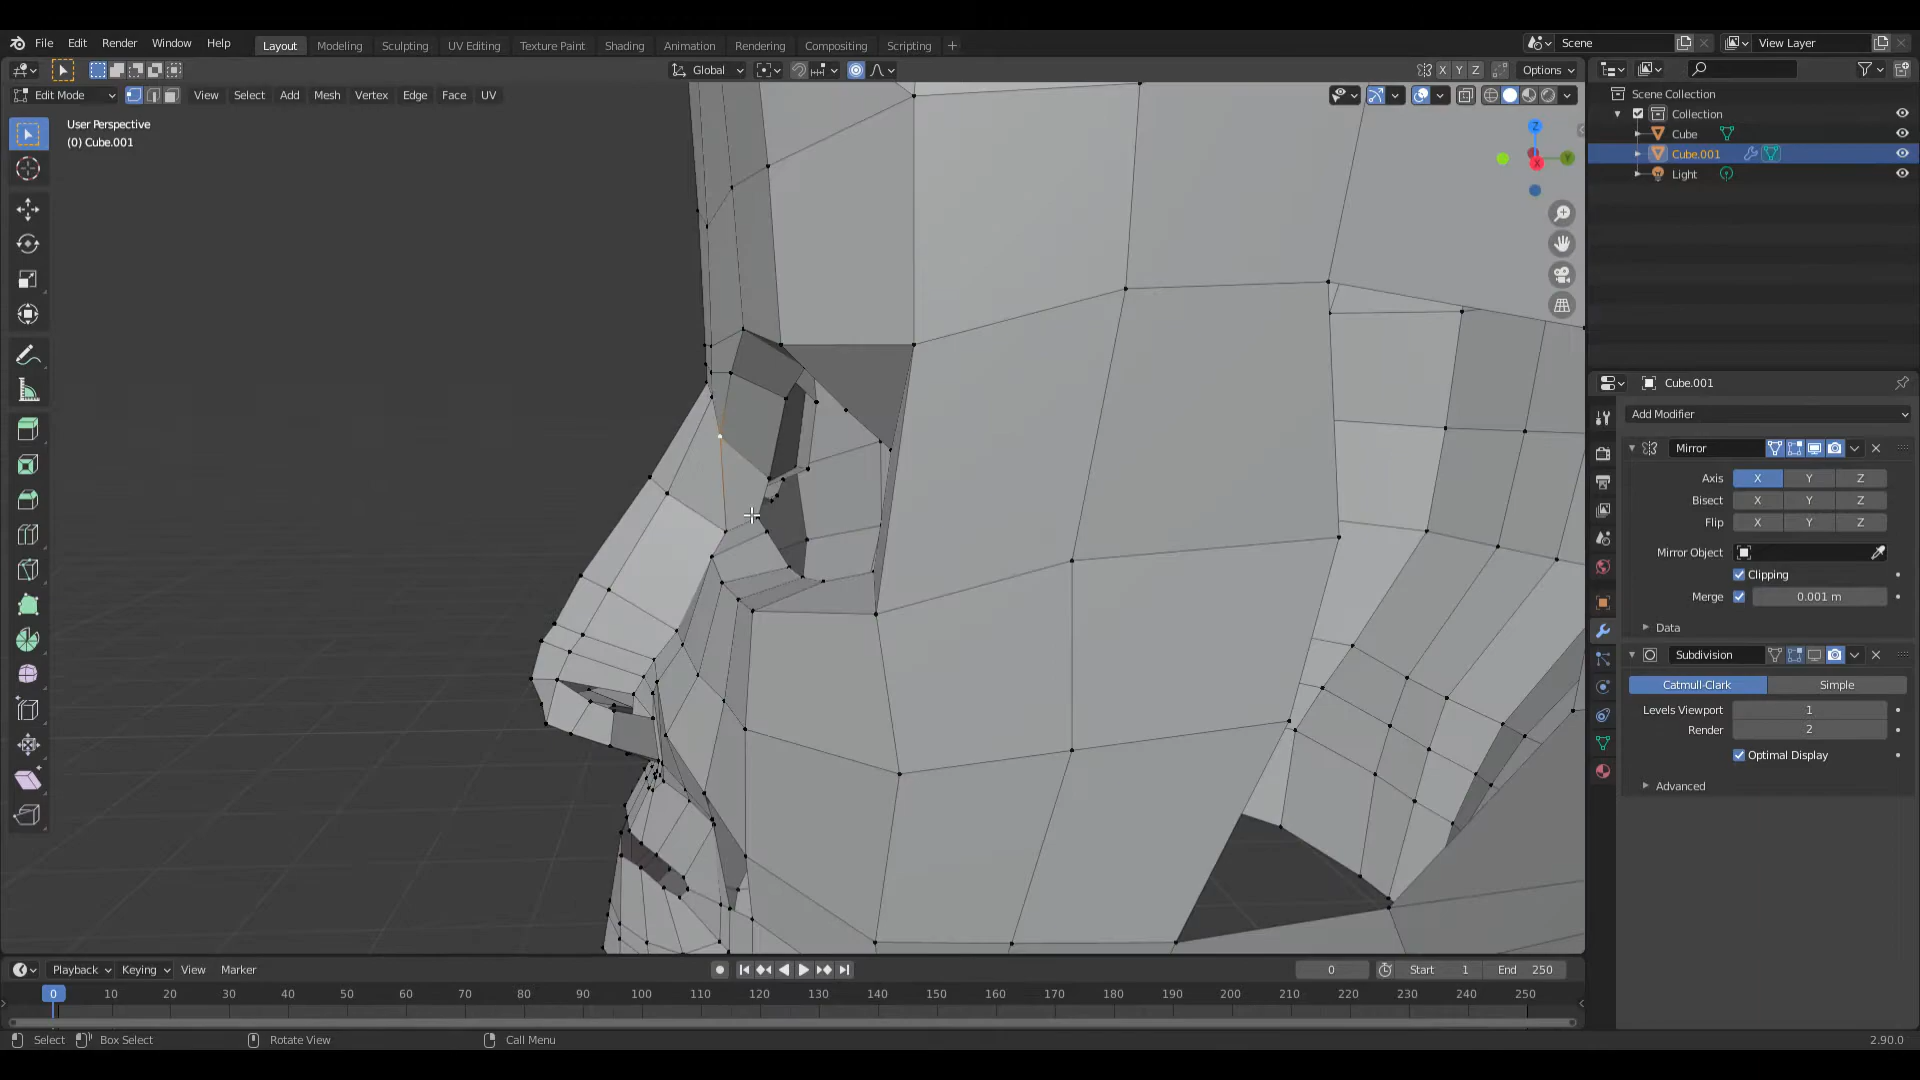 File Edit Render Window Help Layout Modeling Sculpting UV Editing Texture Paint Shading Animation Rendering Compositing Scripting + Scene View Layer
Global X Y Z Options
Edit Mode View Select Add Mesh Vertex Edge Face UV
User Perspective
(0) Cube.001
Z
Y
X
Scene Collection
Collection
Cube
Cube.001
Light
Cube.001
Add Modifier
Mirror
Axis X Y Z
Bisect X Y Z
Flip X Y Z
Mirror Object
Clipping
Merge 0.001 m
Data
Subdivision
Catmull-Clark Simple
Levels Viewport 1
Render 2
Optimal Display
Advanced
Playback Keying View Marker 0 Start 1 End 250
0 10 20 30 40 50 60 70 80 90 100 110 120 130 140 150 160 170 180 190 200 210 220 230 240 250
Select Box Select Rotate View Call Menu 2.90.0